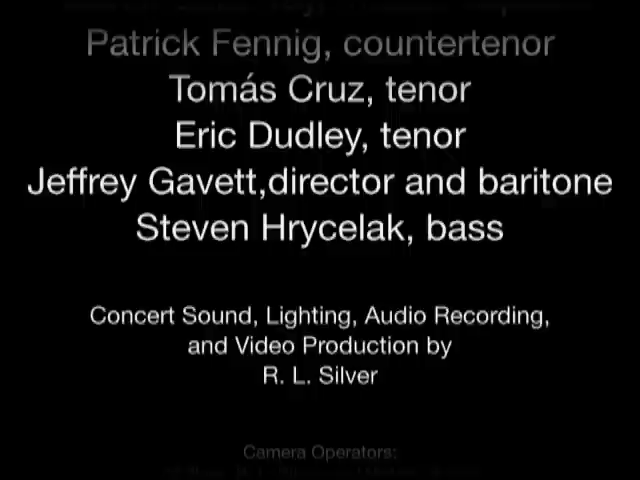 Patrick Fennig, countertenor
Tomás Cruz, tenor
Eric Dudley, tenor
Jeffrey Gavett,director and baritone
Steven Hrycelak, bass
Concert Sound, Lighting, Audio Recording,
and Video Production by
R. L. Silver
Camera Operators: